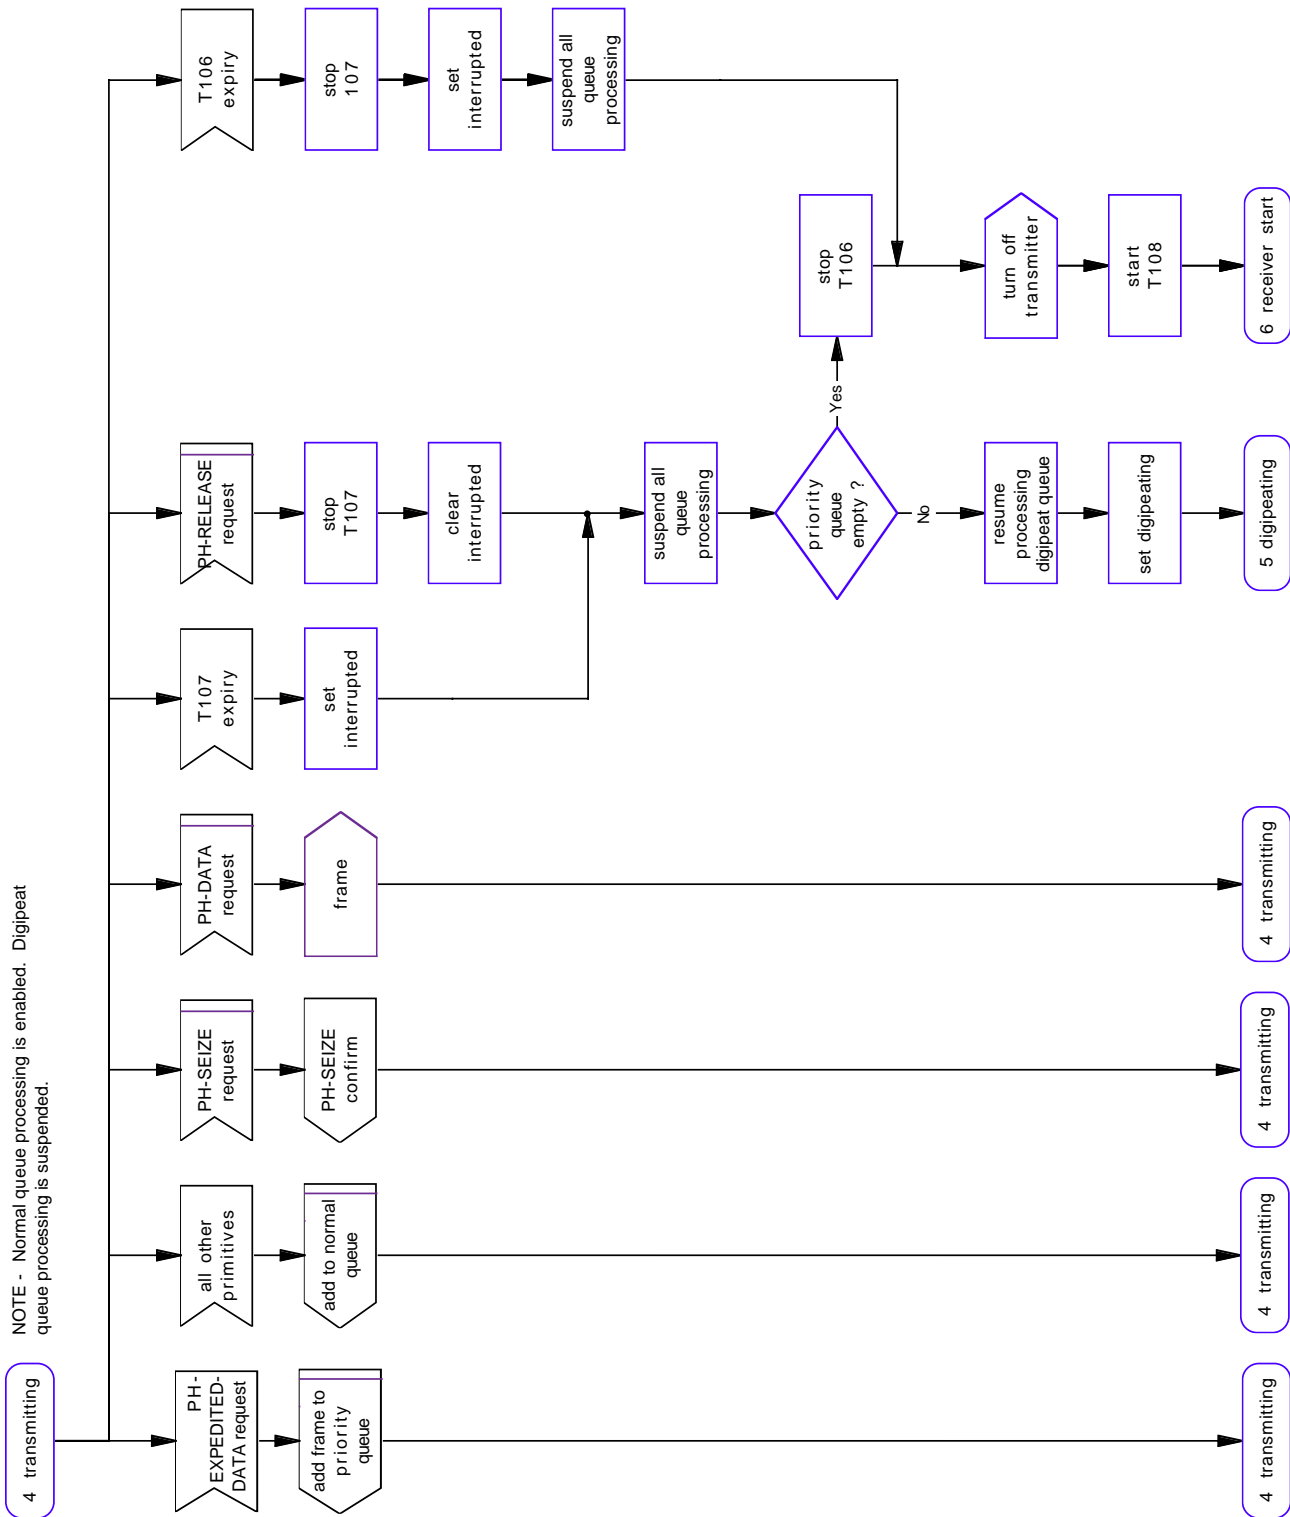 4 transmitting
NOTE - Normal queue processing is enabled. Digipeat
queue processing is suspended.
PH-
EXPEDITED-
DATA request
add frame to
priority
queue
4 transmitting
all other
primitives
add to normal
queue
4 transmitting
PH-SEIZE
request
PH-SEIZE
confirm
4 transmitting
PH-DATA
request
frame
4 transmitting
T107
expiry
set
interrupted
PH-RELEASE
request
stop
T107
clear
interrupted
suspend all
queue
processing
priority
queue
empty ?
No
Yes
resume
processing
digipeat queue
set digipeating
5 digipeating
T106
expiry
stop
107
set
interrupted
suspend all
queue
processing
stop
T106
turn off
transmitter
start
T108
6 receiver start